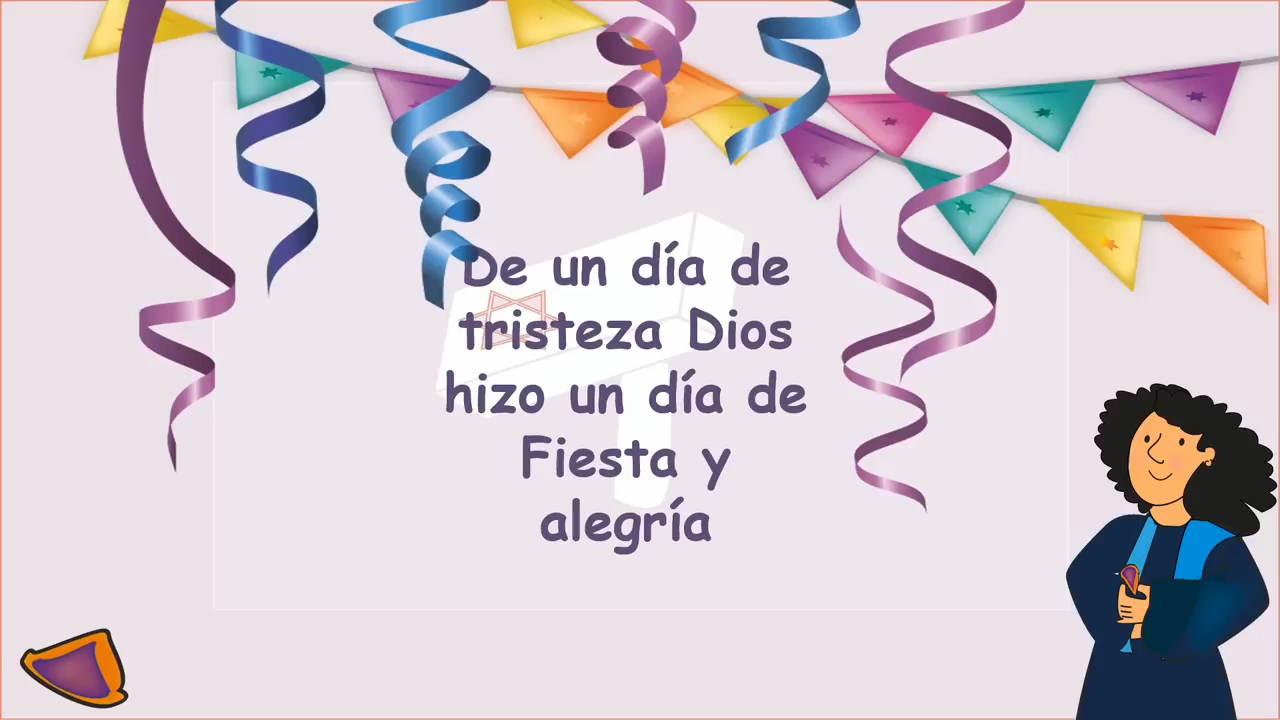 De un día de
tristeza Dios
hizo un día de
Fiesta y
alegría